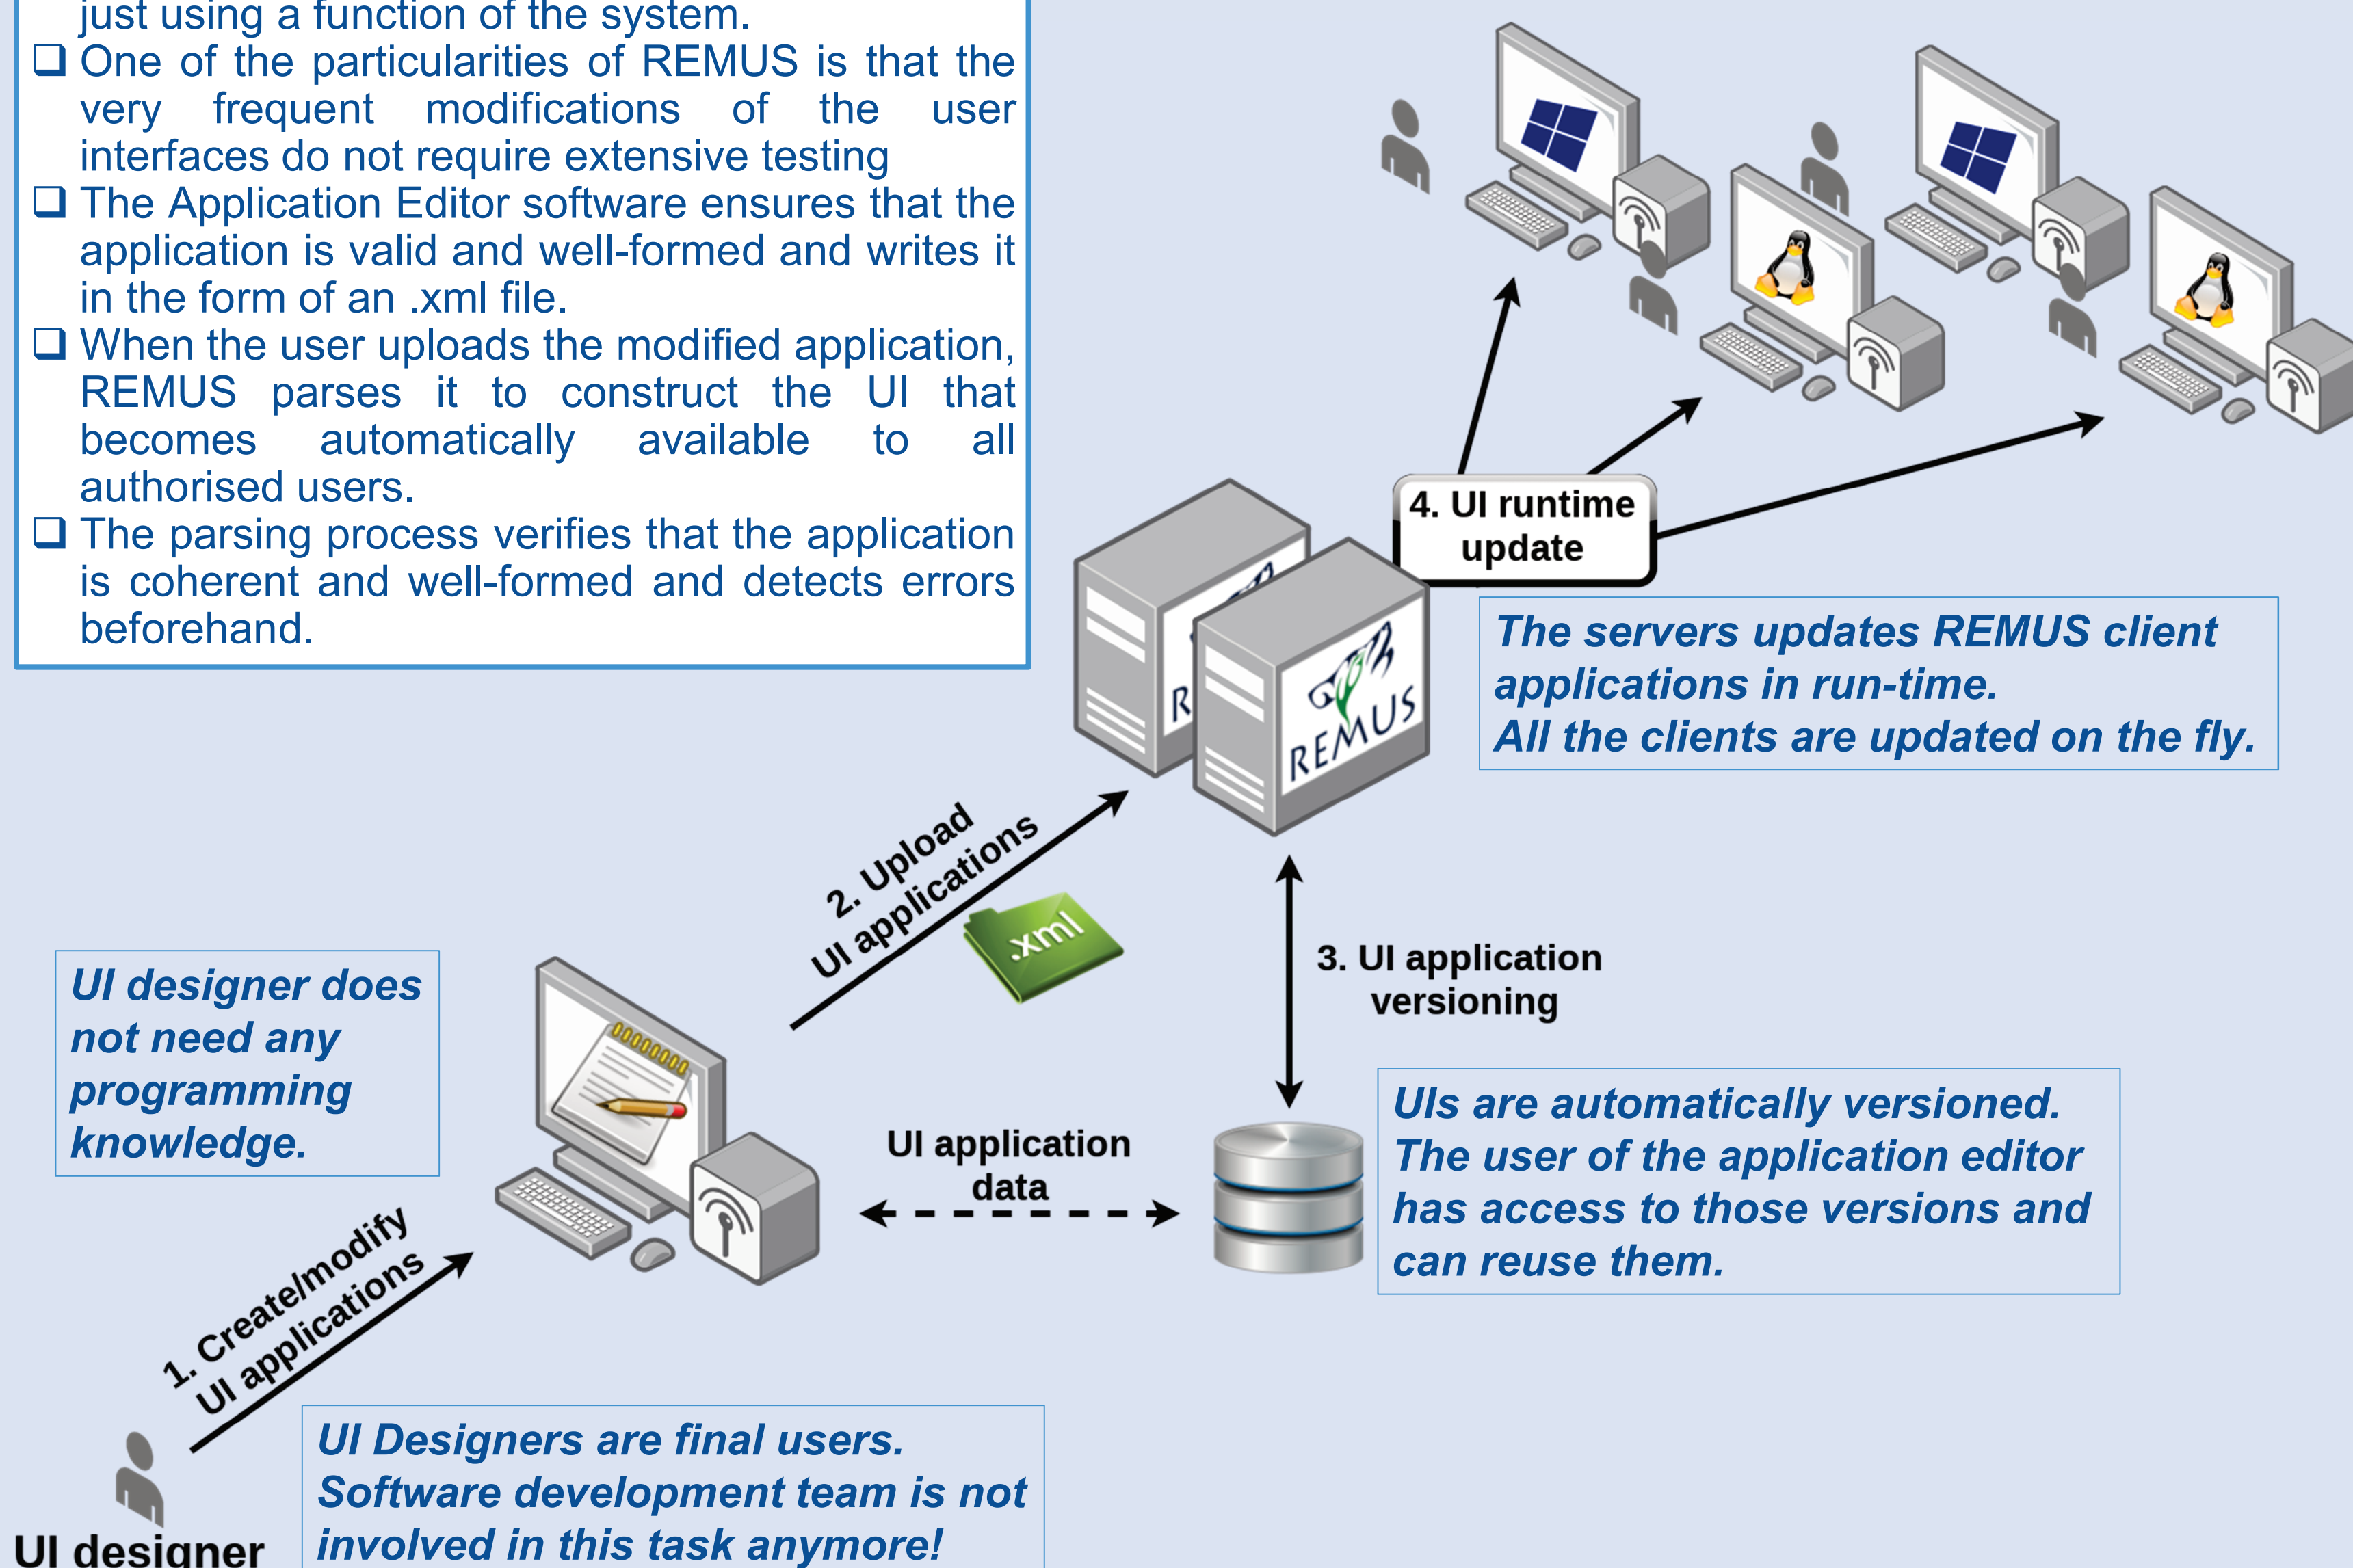 just using a function of the system.
❑ One of the particularities of REMUS is that the
very frequent modifications of the user
interfaces do not require extensive testing
❑ The Application Editor software ensures that the
application is valid and well-formed and writes it
in the form of an .xml file.
❑ When the user uploads the modified application,
REMUS parses it to construct the UI that
becomes automatically available to all
authorised users.
❑ The parsing process verifies that the application
is coherent and well-formed and detects errors
beforehand.
4. UI runtime
update
R
REMUS
The servers updates REMUS client
applications in run-time.
All the clients are updated on the fly.
2. Upload
UI applications
.xml
3. UI application
versioning
UI designer does
not need any
programming
knowledge.
UI application
data
UIs are automatically versioned.
The user of the application editor
has access to those versions and
can reuse them.
1. Create/modify
UI applications
UI Designers are final users.
Software development team is not
involved in this task anymore!
UI designer